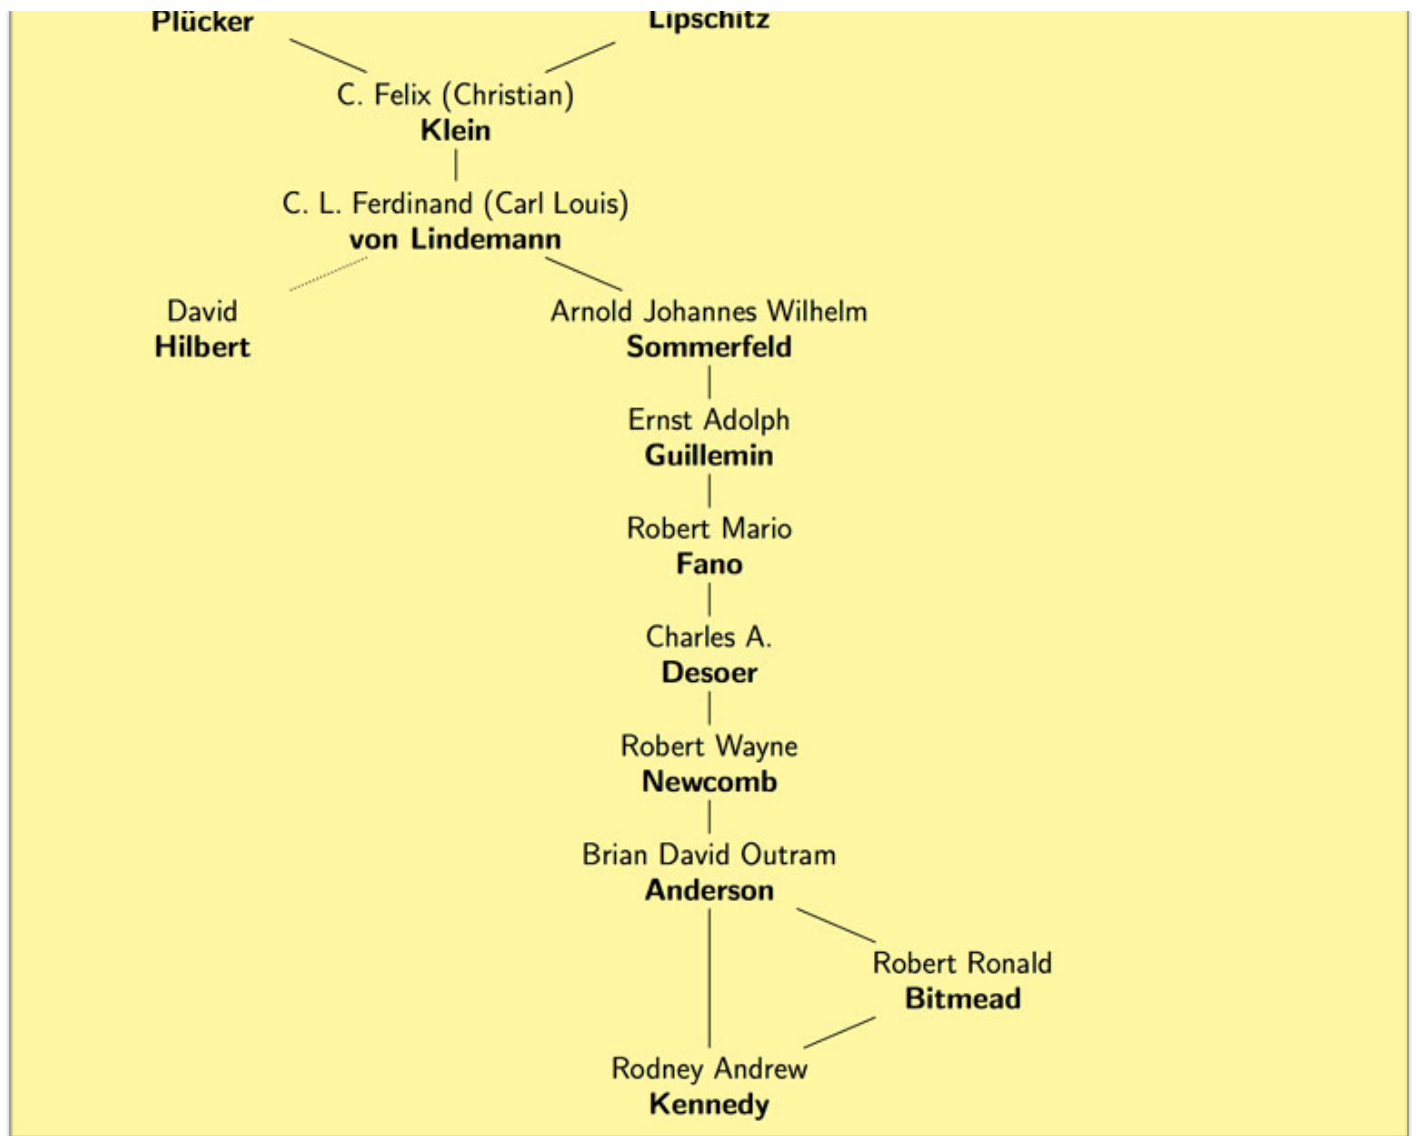 Plücker
Lipschitz
C. Felix (Christian)
Klein
C. L. Ferdinand (Carl Louis)
von Lindemann
David
Hilbert
Arnold Johannes Wilhelm
Sommerfeld
Ernst Adolph
Guillemin
Robert Mario
Fano
Charles A.
Desoer
Robert Wayne
Newcomb
Brian David Outram
Anderson
Robert Ronald
Bitmead
Rodney Andrew
Kennedy